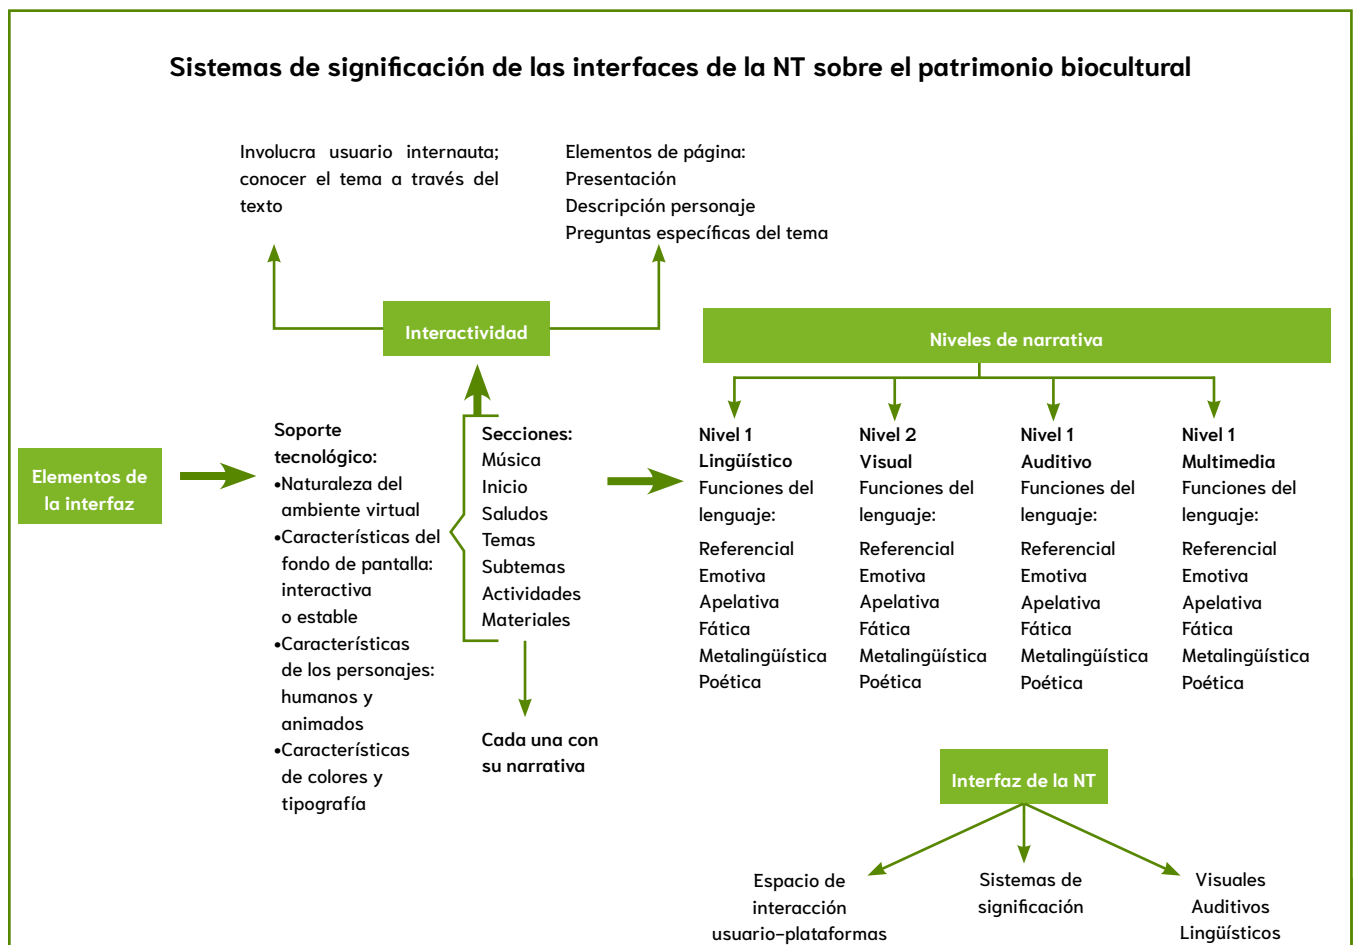 Sistemas de significación de las interfaces de la NT sobre el patrimonio biocultural
Involucra usuario internauta;
conocer el tema a través del
texto
Elementos de página:
Presentación
Descripción personaje
Preguntas específicas del tema
Interactividad
Elementos de
la interfaz
Soporte
tecnológico:
•Naturaleza del
ambiente virtual
•Características del
fondo de pantalla:
interactiva
o estable
•Características
de los personajes:
humanos y
animados
•Características
de colores y
tipografía
Secciones:
Música
Inicio
Saludos
Temas
Subtemas
Actividades
Materiales
Cada una con
su narrativa
Niveles de narrativa
Nivel 1
Lingüístico
Funciones del
lenguaje:
Referencial
Emotiva
Apelativa
Fática
Metalingüística
Poética
Nivel 2
Visual
Funciones del
lenguaje:
Referencial
Emotiva
Apelativa
Fática
Metalingüística
Poética
Nivel 1
Auditivo
Funciones del
lenguaje:
Referencial
Emotiva
Apelativa
Fática
Metalingüística
Poética
Nivel 1
Multimedia
Funciones del
lenguaje:
Referencial
Emotiva
Apelativa
Fática
Metalingüística
Poética
Interfaz de la NT
Espacio de
interacción
usuario-plataformas
Sistemas de
significación
Visuales
Auditivos
Lingüísticos